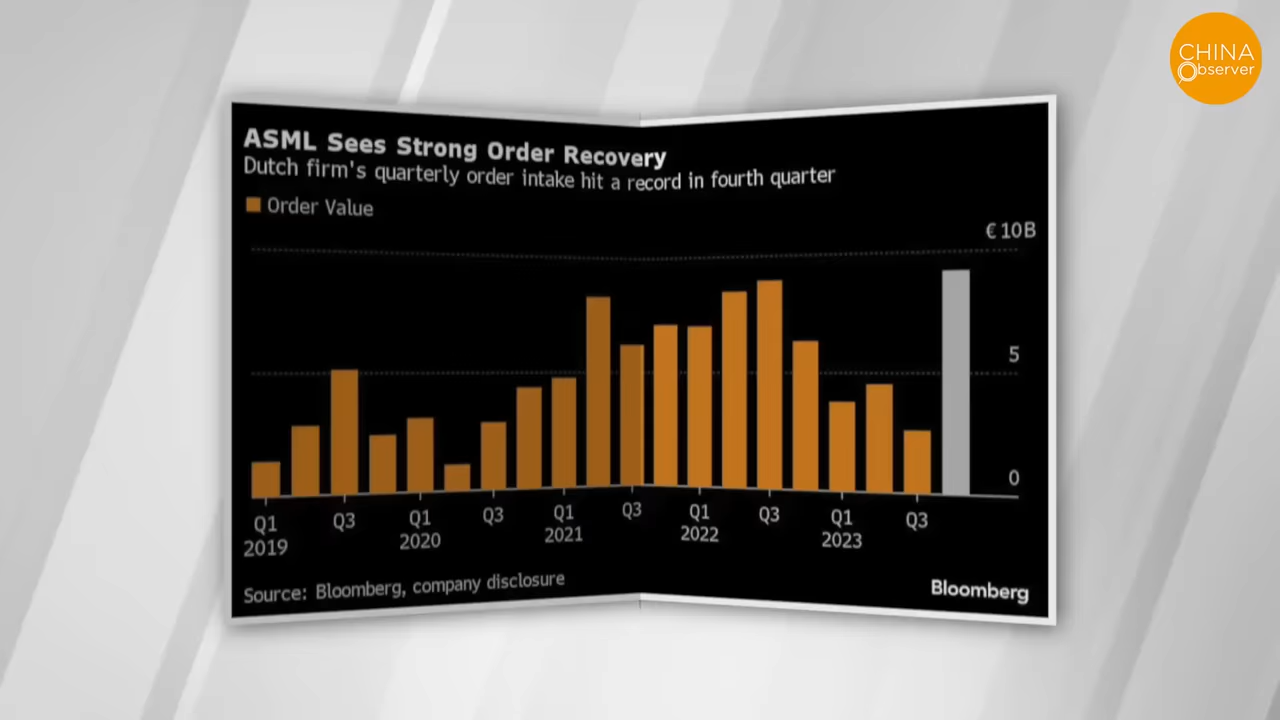 CHINA
Observer
ASML Sees Strong Order Recovery
Dutch firm's quarterly order intake hit a record in fourth quarter
Order Value
€10B
5
0
Q1 Q3 Q1 Q3 Q1 Q3 Q1 Q3 Q1 Q3
2019 2020 2021 2022 2023
Source: Bloomberg, company disclosure
Bloomberg